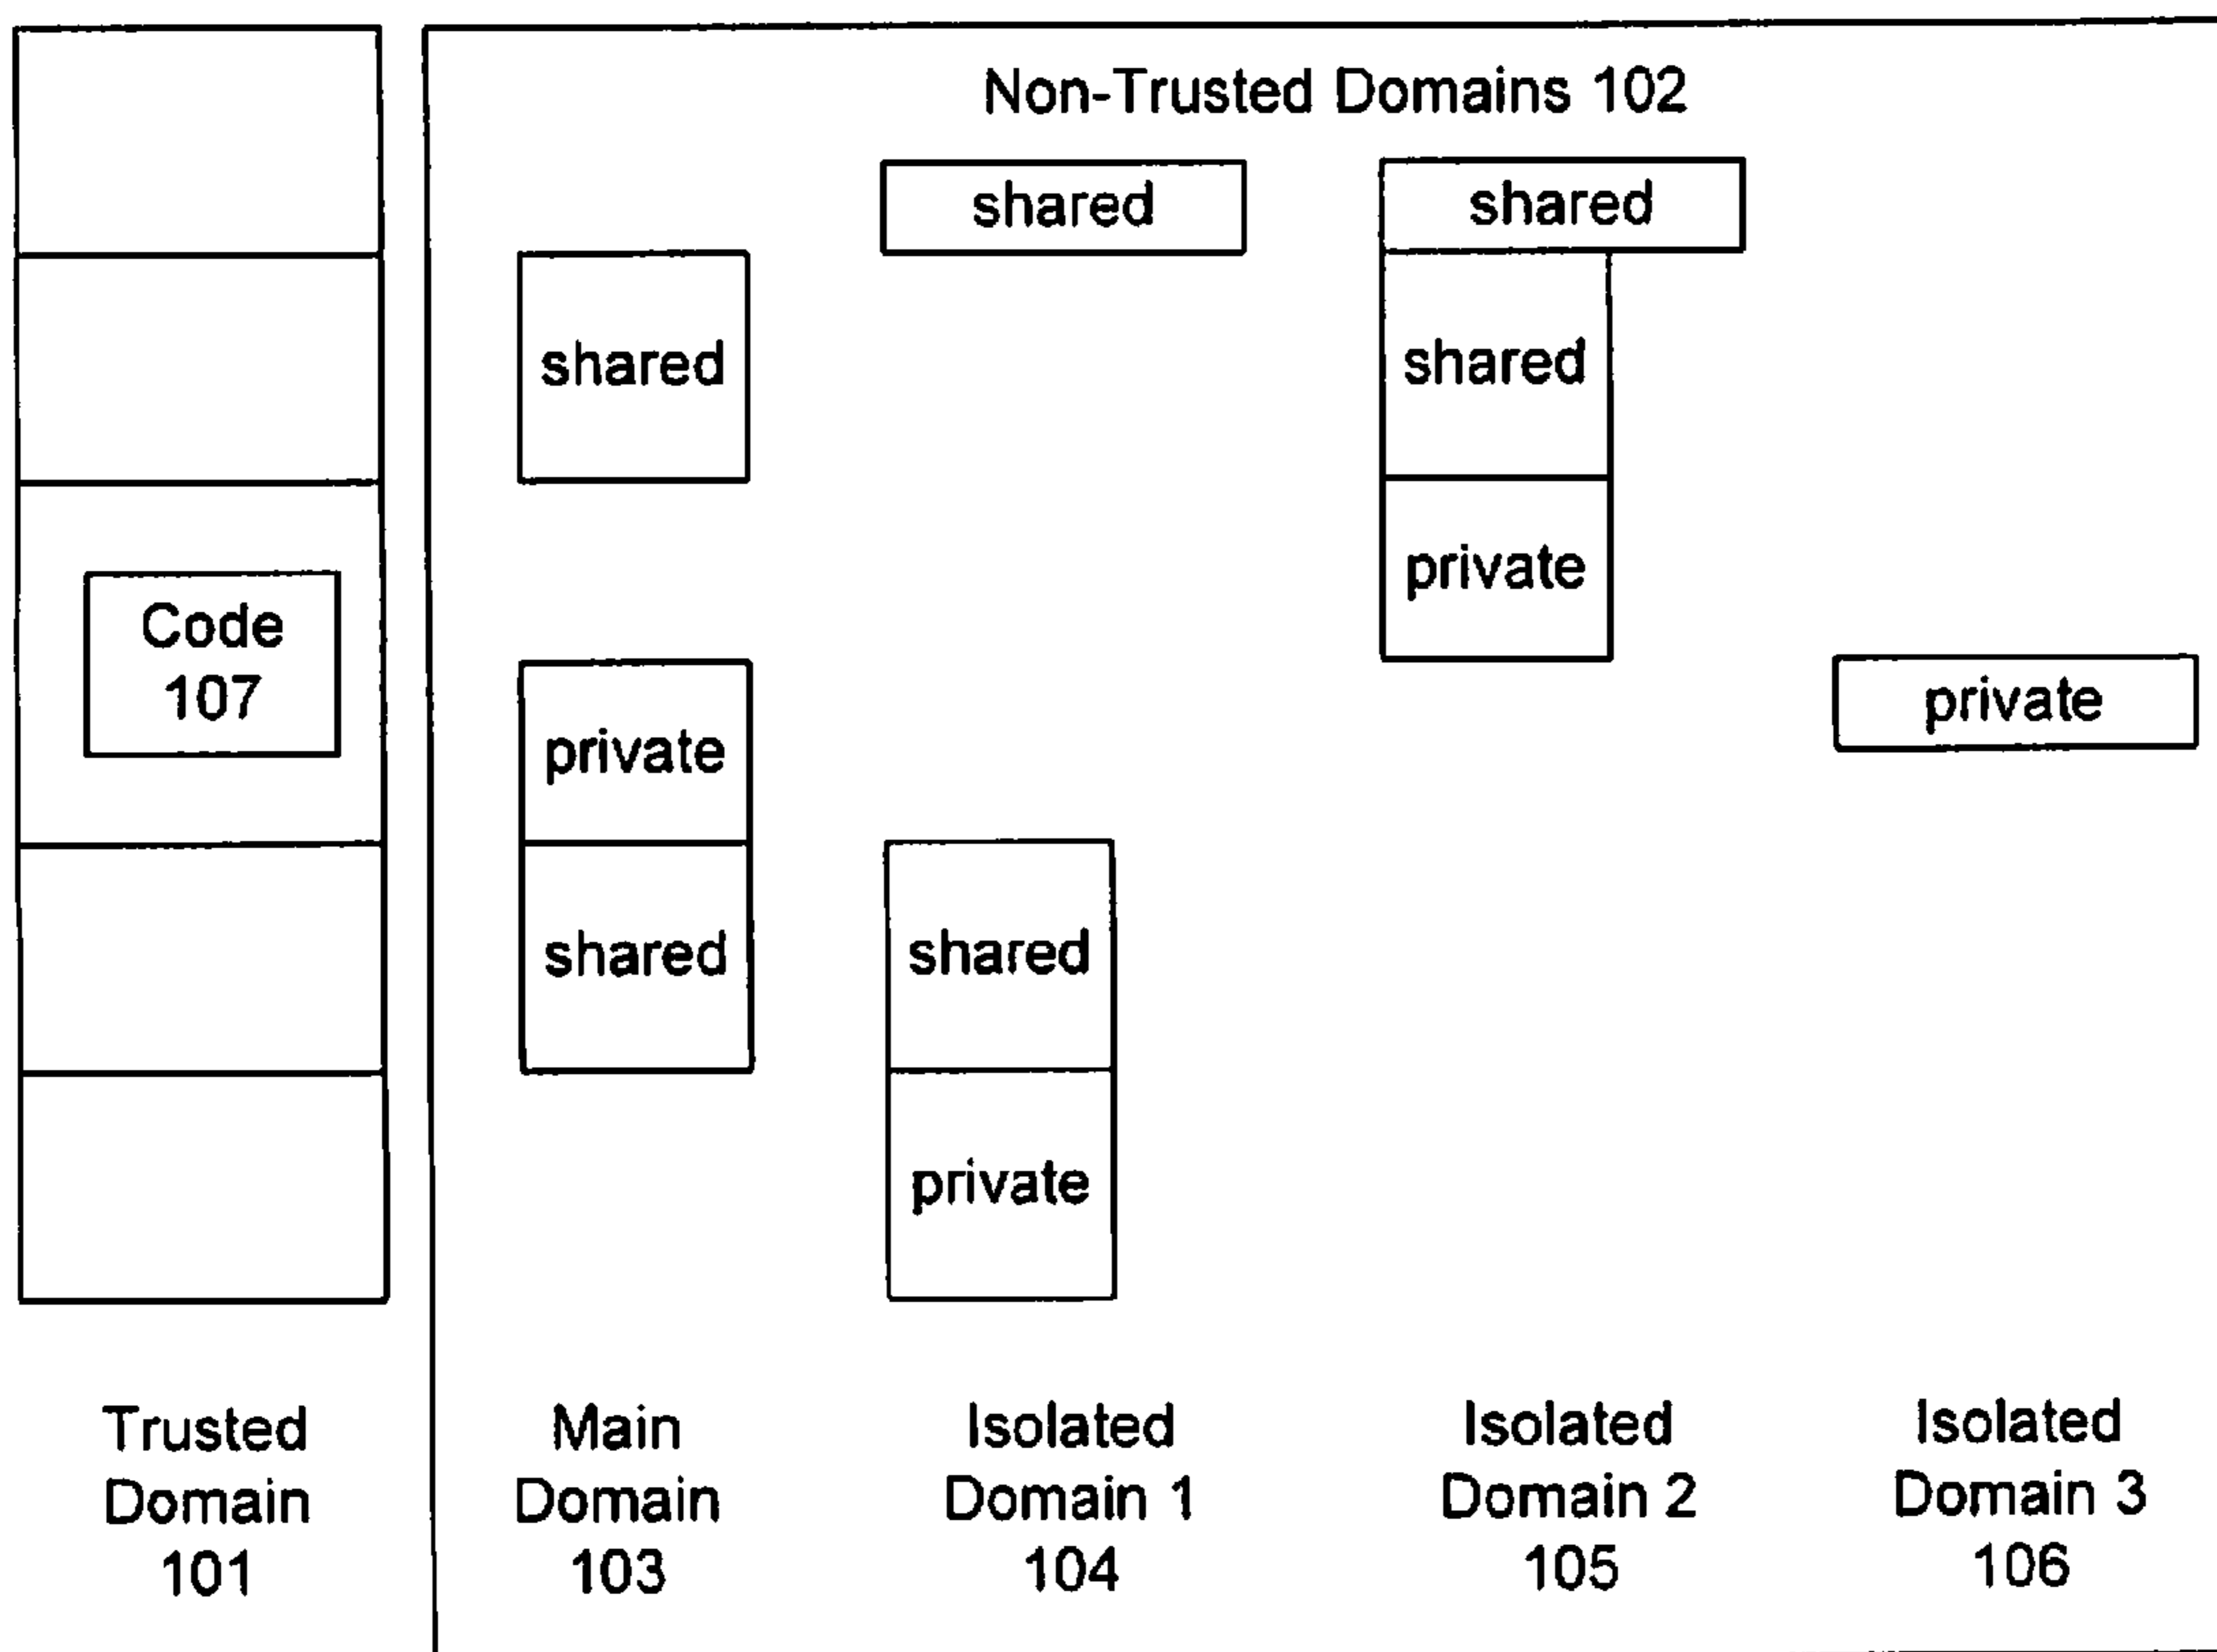 Non-Trusted Domains 102
shared
shared
shared
shared
private
Code
107
private
private
shared
shared
private
Trusted
Domain
101
Main
Domain
103
Isolated
Domain 1
104
Isolated
Domain 2
105
Isolated
Domain 3
106